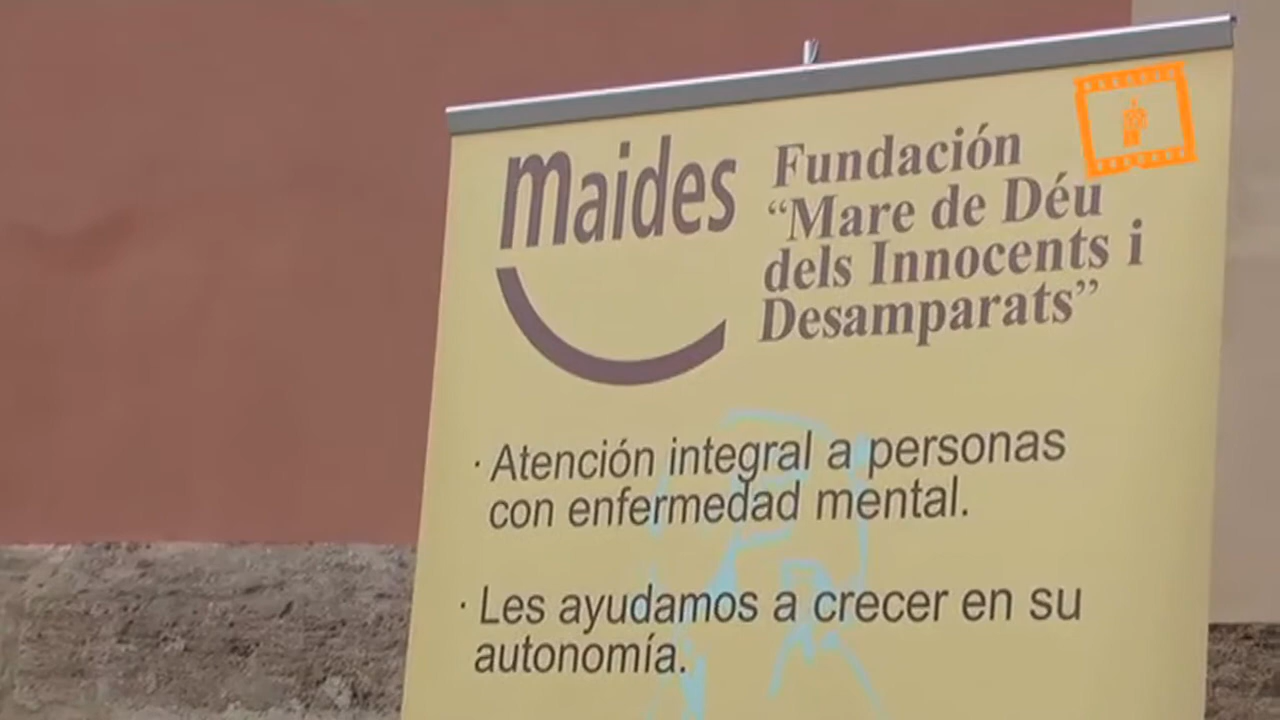 maides
Fundación
“Mare de Déu
dels Innocents i
Desamparats”
· Atención integral a personas
con enfermedad mental.
· Les ayudamos a crecer en su
autonomía.